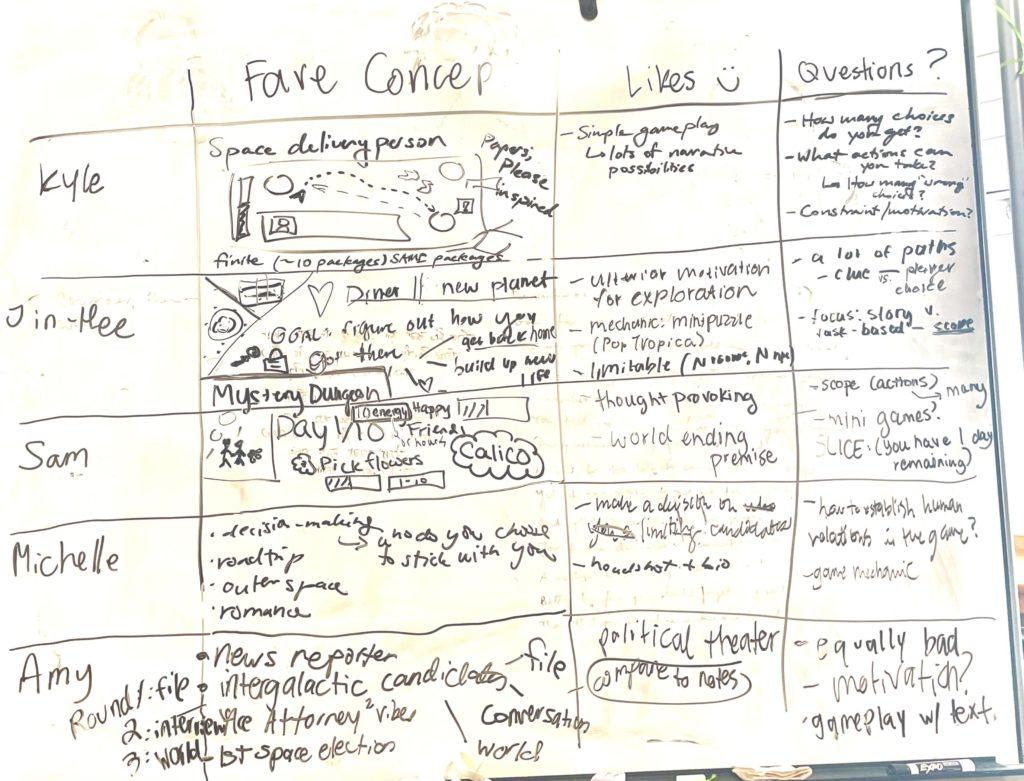 Fave Concep
Likes
Questions?
Kyle
Space delivery person
Papers,
Please
inspired
finite (~10 packages) SAME packages
- Simple gameplay
↳ lots of narrative
possibilities
- How many choices
do you get?
- What actions can
you take?
↳ How many "wrong"
choices?
- Constraint/motivation?
Jin-Hee
Diner || new planet
GOAL: figure out how you
got there
get back home
build up new
life
- ulterior motivation
for exploration
- mechanic: minipuzzle
(PopTropica)
- limitable
- a lot of paths
- clue vs. player
choice
- focus: story v.
task-based - scope
Sam
Mystery Dungeon
Day 1/10
10 energy
Happy
Friends
or hours
Pick flowers
1-10
Calico
- thought provoking
- world ending
premise
- scope (actions) → many
- mini games?
SLICE: (you have 1 day
remaining)
Michelle
• decision-making
→ who do you choose
to stick with you
• roadtrip
• outer space
• romance
- make a decision on
limiting candidates
- headshot + bio
- how to establish human
relations in the game?
- game mechanic
Amy
• news reporter
• intergalactic candidates
- file
conversation
world
Round 1: file
2: interview
Ace Attorney vibes
3: world
- 1st space election
political theater
compare to notes
• equally bad
- motivation?
• gameplay w/ text.
EXPO